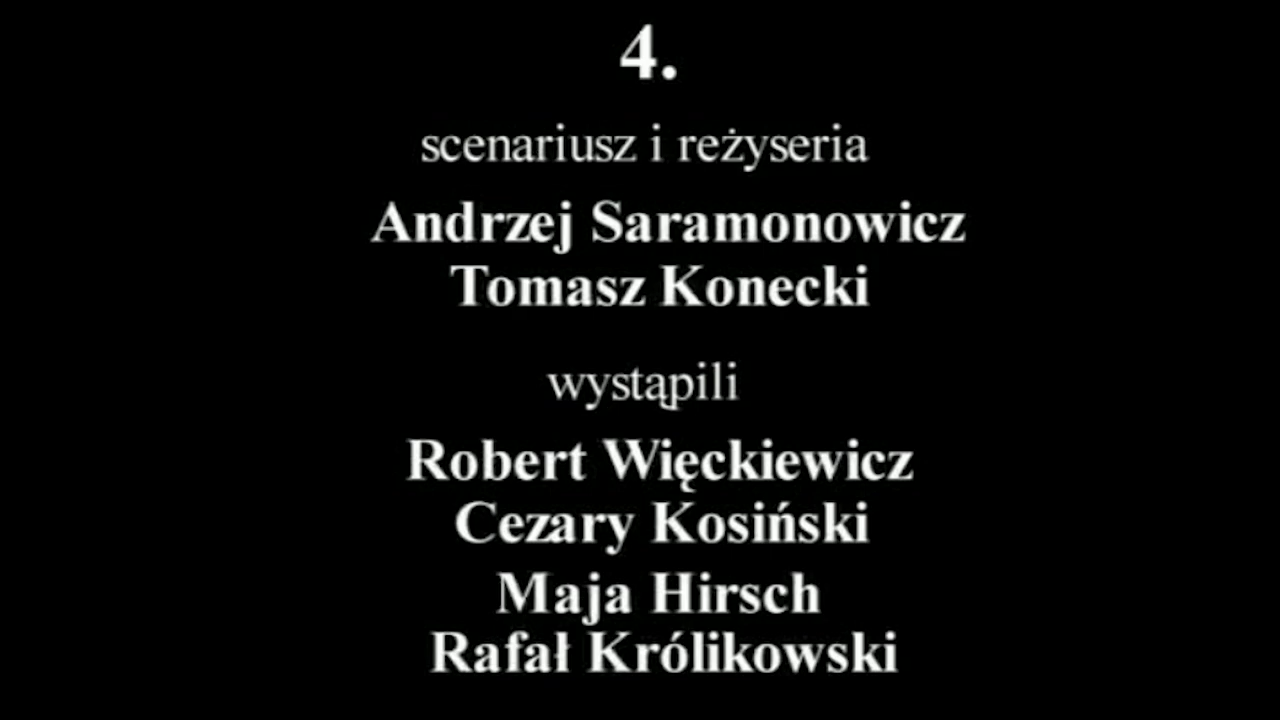 4.
scenariusz i reżyseria
Andrzej Saramonowicz
Tomasz Konecki
wystąpili
Robert Więckiewicz
Cezary Kosiński
Maja Hirsch
Rafał Królikowski